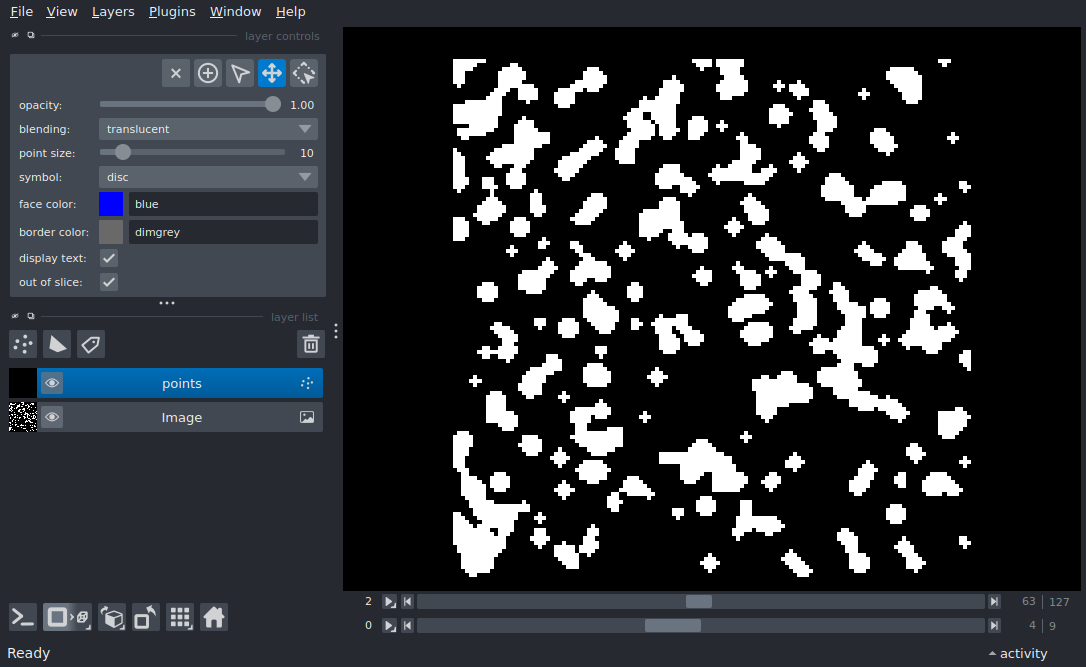 File View Layers Plugins Window Help
layer controls
opacity: 1.00
blending: translucent
point size: 10
symbol: disc
face color: blue
border color: dimgrey
display text:
out of slice:
layer list
points
Image
2 63 | 127
0 4 | 9
Ready activity